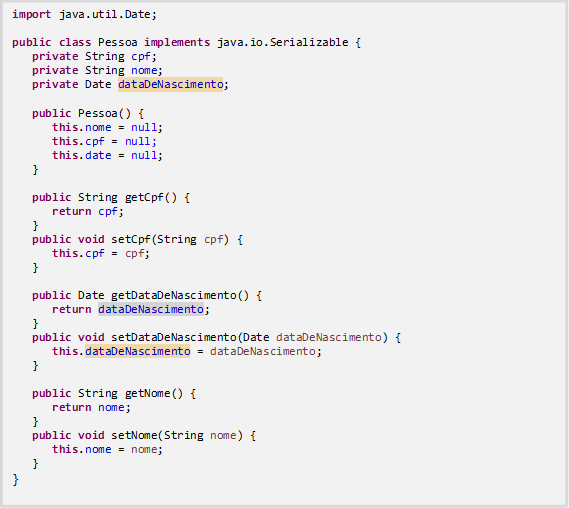 import java.util.Date;
public class Pessoa implements java.io.Serializable {
private String cpf;
private String nome;
private Date dataDeNascimento;
public Pessoa() {
this.nome = null;
this.cpf = null;
this.date = null;
}
public String getCpf() {
return cpf;
}
public void setCpf(String cpf) {
this.cpf = cpf;
}
public Date getDataDeNascimento() {
return dataDeNascimento;
}
public void setDataDeNascimento(Date dataDeNascimento) {
this.dataDeNascimento = dataDeNascimento;
}
public String getNome() {
return nome;
}
public void setNome(String nome) {
this.nome = nome;
}
}